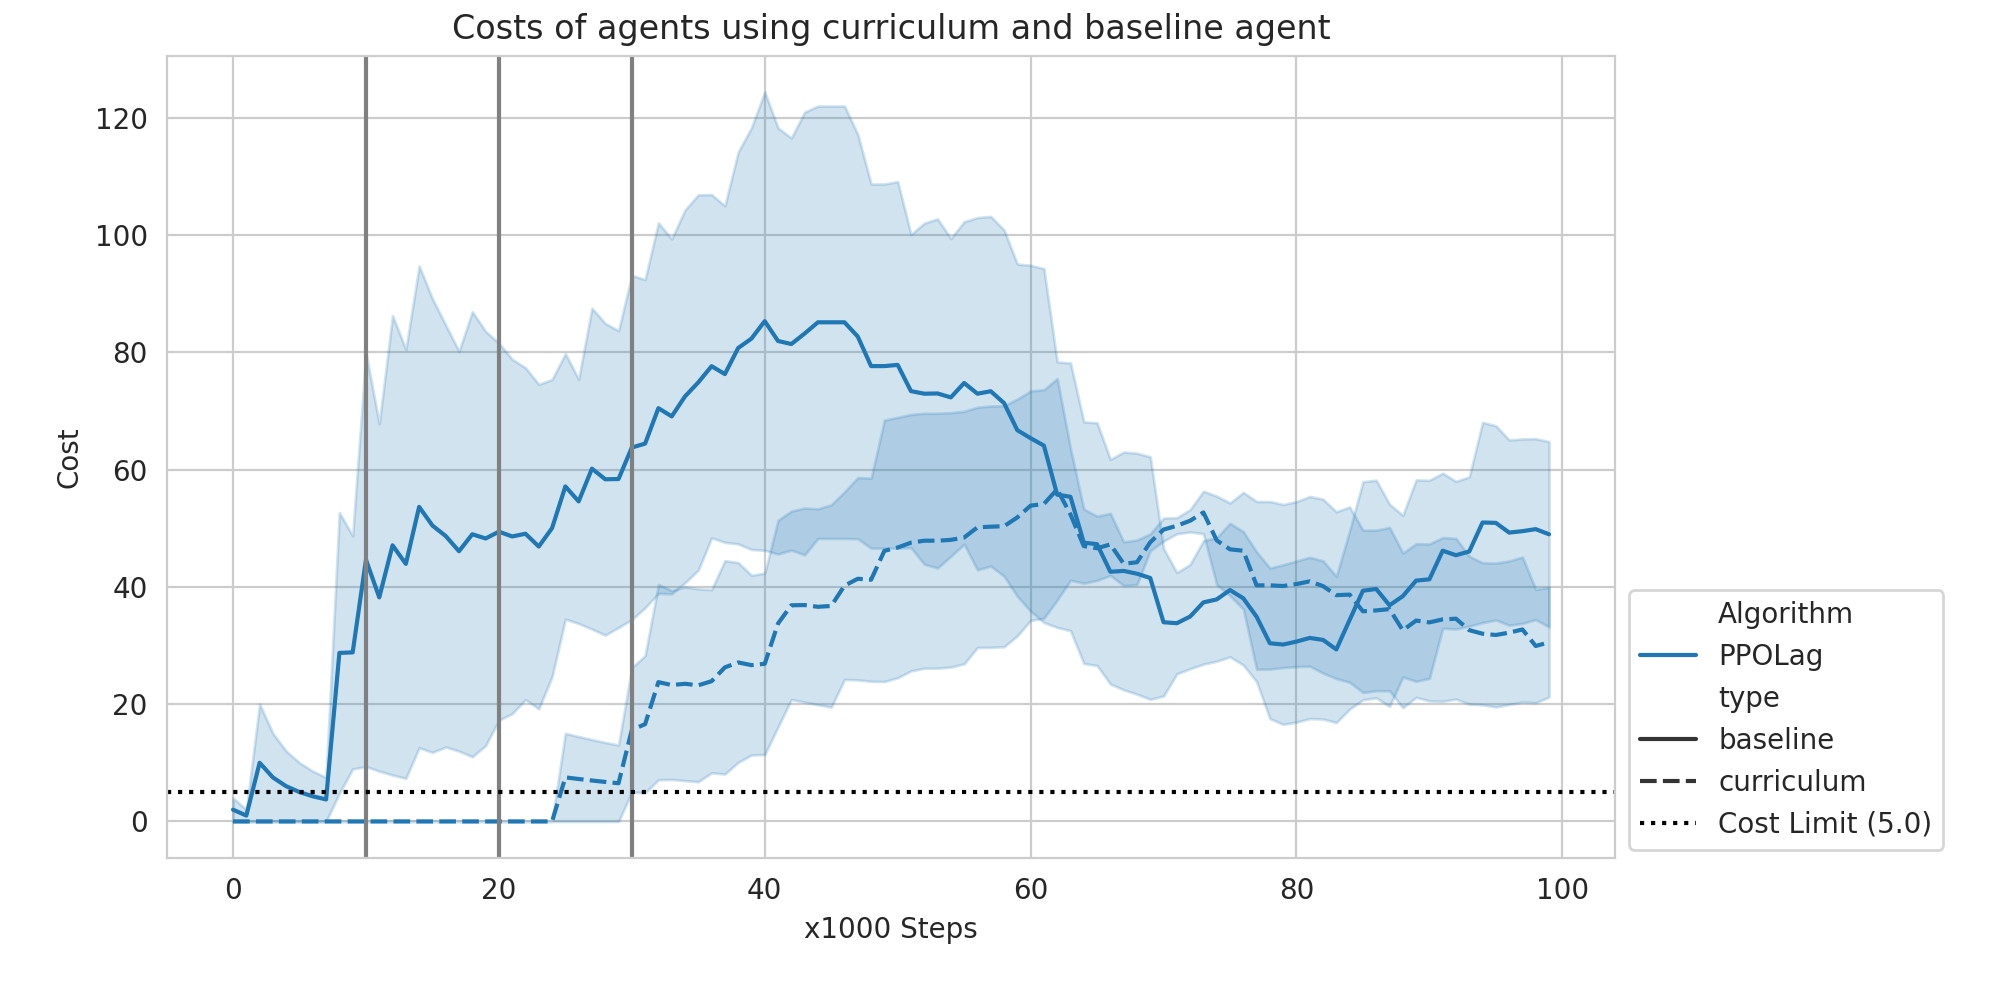 Costs of agents using curriculum and baseline agent
120
100
80
60
40
20
0
Cost
0 20 40 60 80 100
x1000 Steps
Algorithm
PPOLag
type
baseline
curriculum
Cost Limit (5.0)